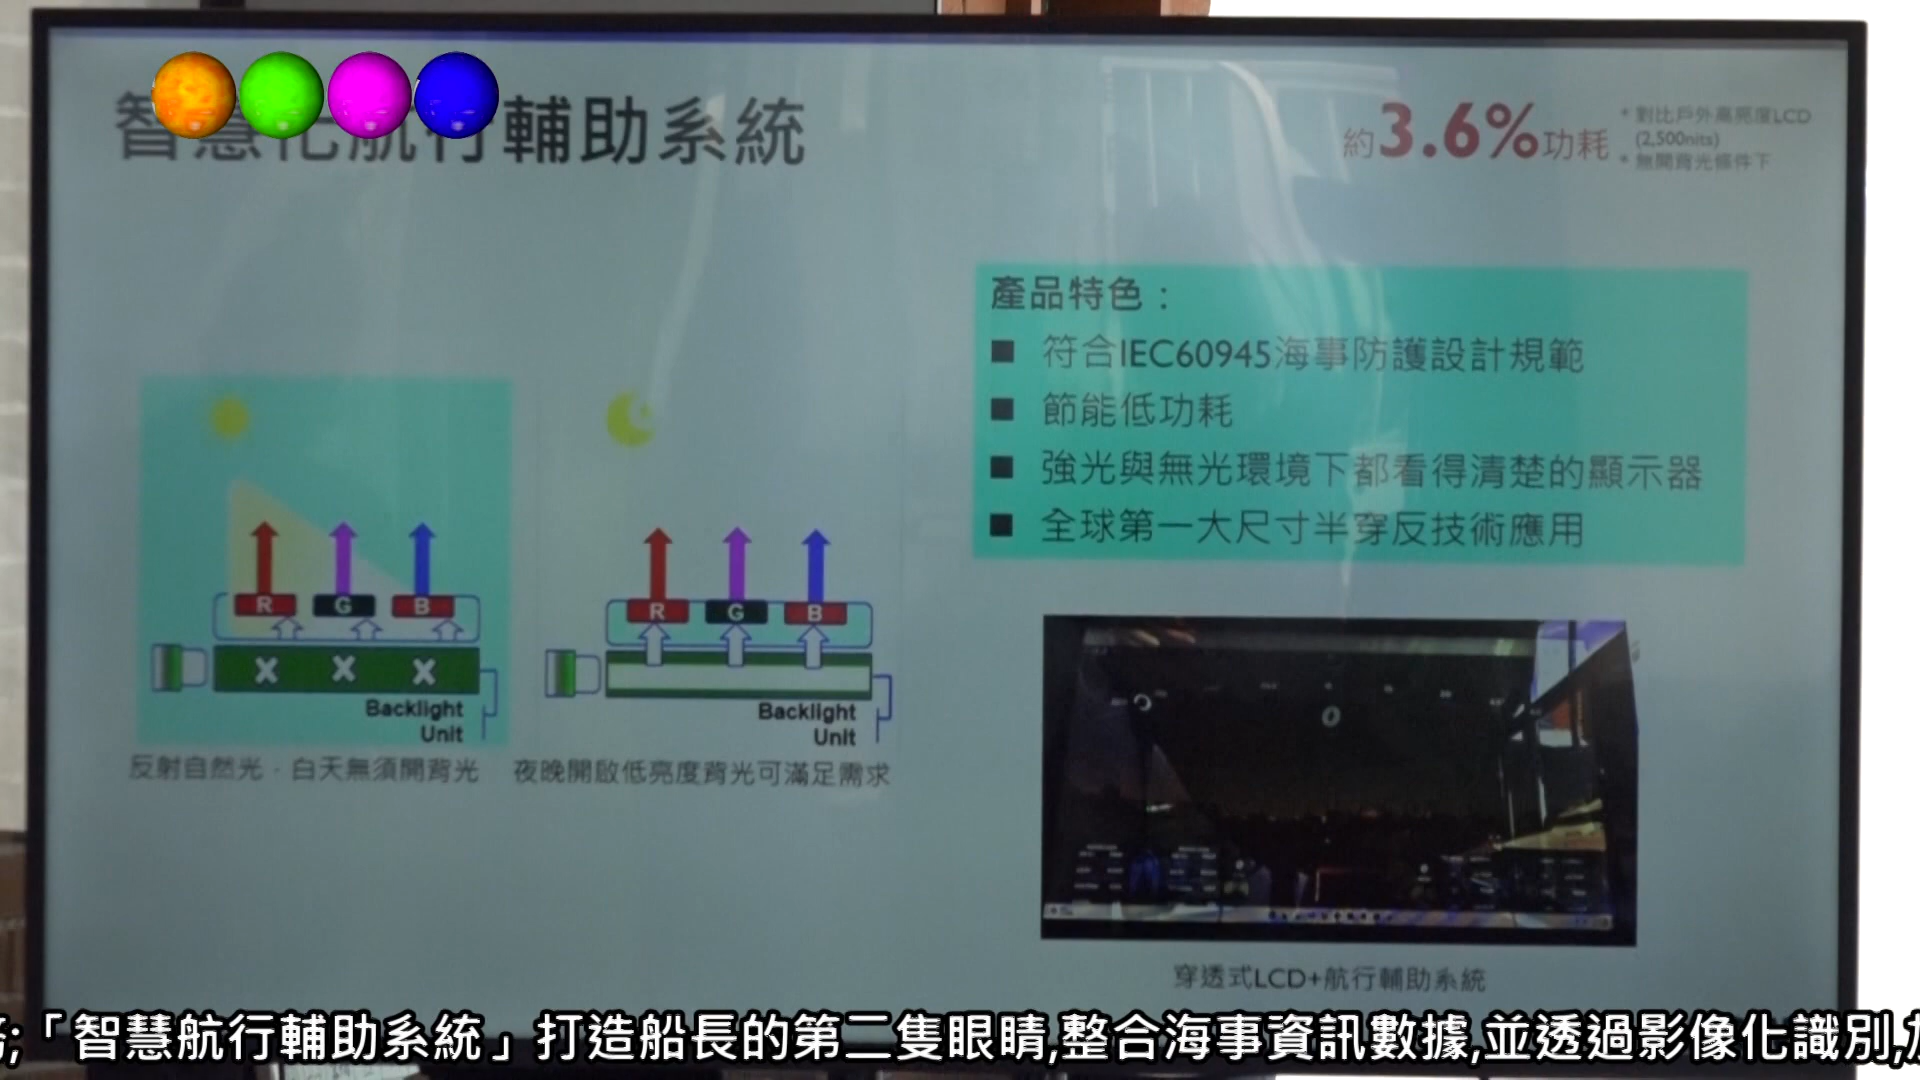 智慧化航行輔助系統
約3.6%功耗
* 對比戶外高亮度LCD
(2,500nits)
* 無開背光條件下
產品特色：
■ 符合IEC60945海事防護設計規範
■ 節能低功耗
■ 強光與無光環境下都看得清楚的顯示器
■ 全球第一大尺寸半穿反技術應用
R G B
X X X
Backlight
Unit
反射自然光，白天無須開背光
R G B
Backlight
Unit
夜晚開啟低亮度背光可滿足需求
穿透式LCD+航行輔助系統
;「智慧航行輔助系統」打造船長的第二隻眼睛,整合海事資訊數據,並透過影像化識別,